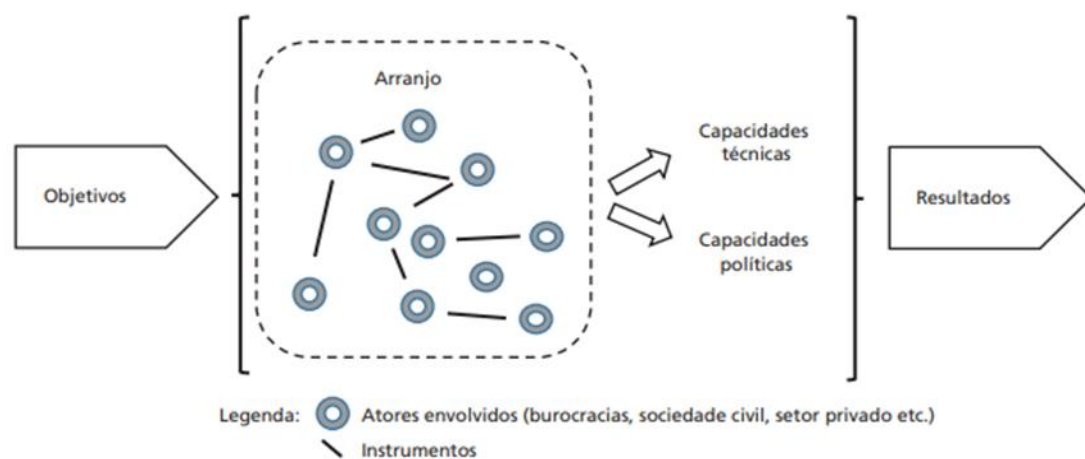 Arranjo
Capacidades
técnicas
Objetivos
Resultados
Capacidades
políticas
Legenda: Atores envolvidos (burocracias, sociedade civil, setor privado etc.)
Instrumentos